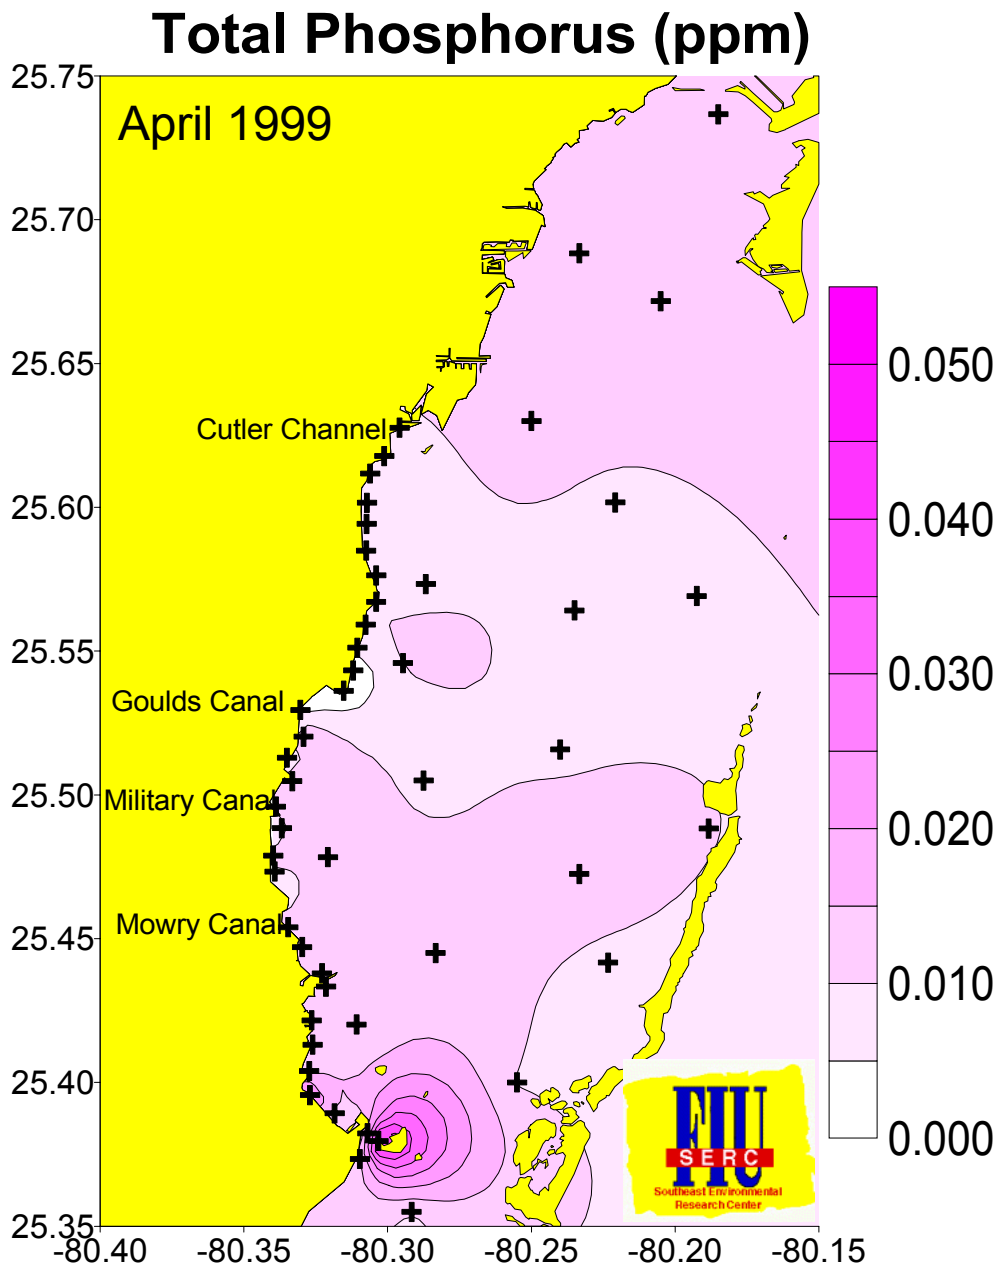 Total Phosphorus (ppm)
April 1999
25.75
25.70
25.65
25.60
25.55
25.50
25.45
25.40
25.35
Cutler Channel
Goulds Canal
Military Canal
Mowry Canal
-80.40 -80.35 -80.30 -80.25 -80.20 -80.15
0.050
0.040
0.030
0.020
0.010
0.000
FIU
SERC
Southeast Environmental
Research Center